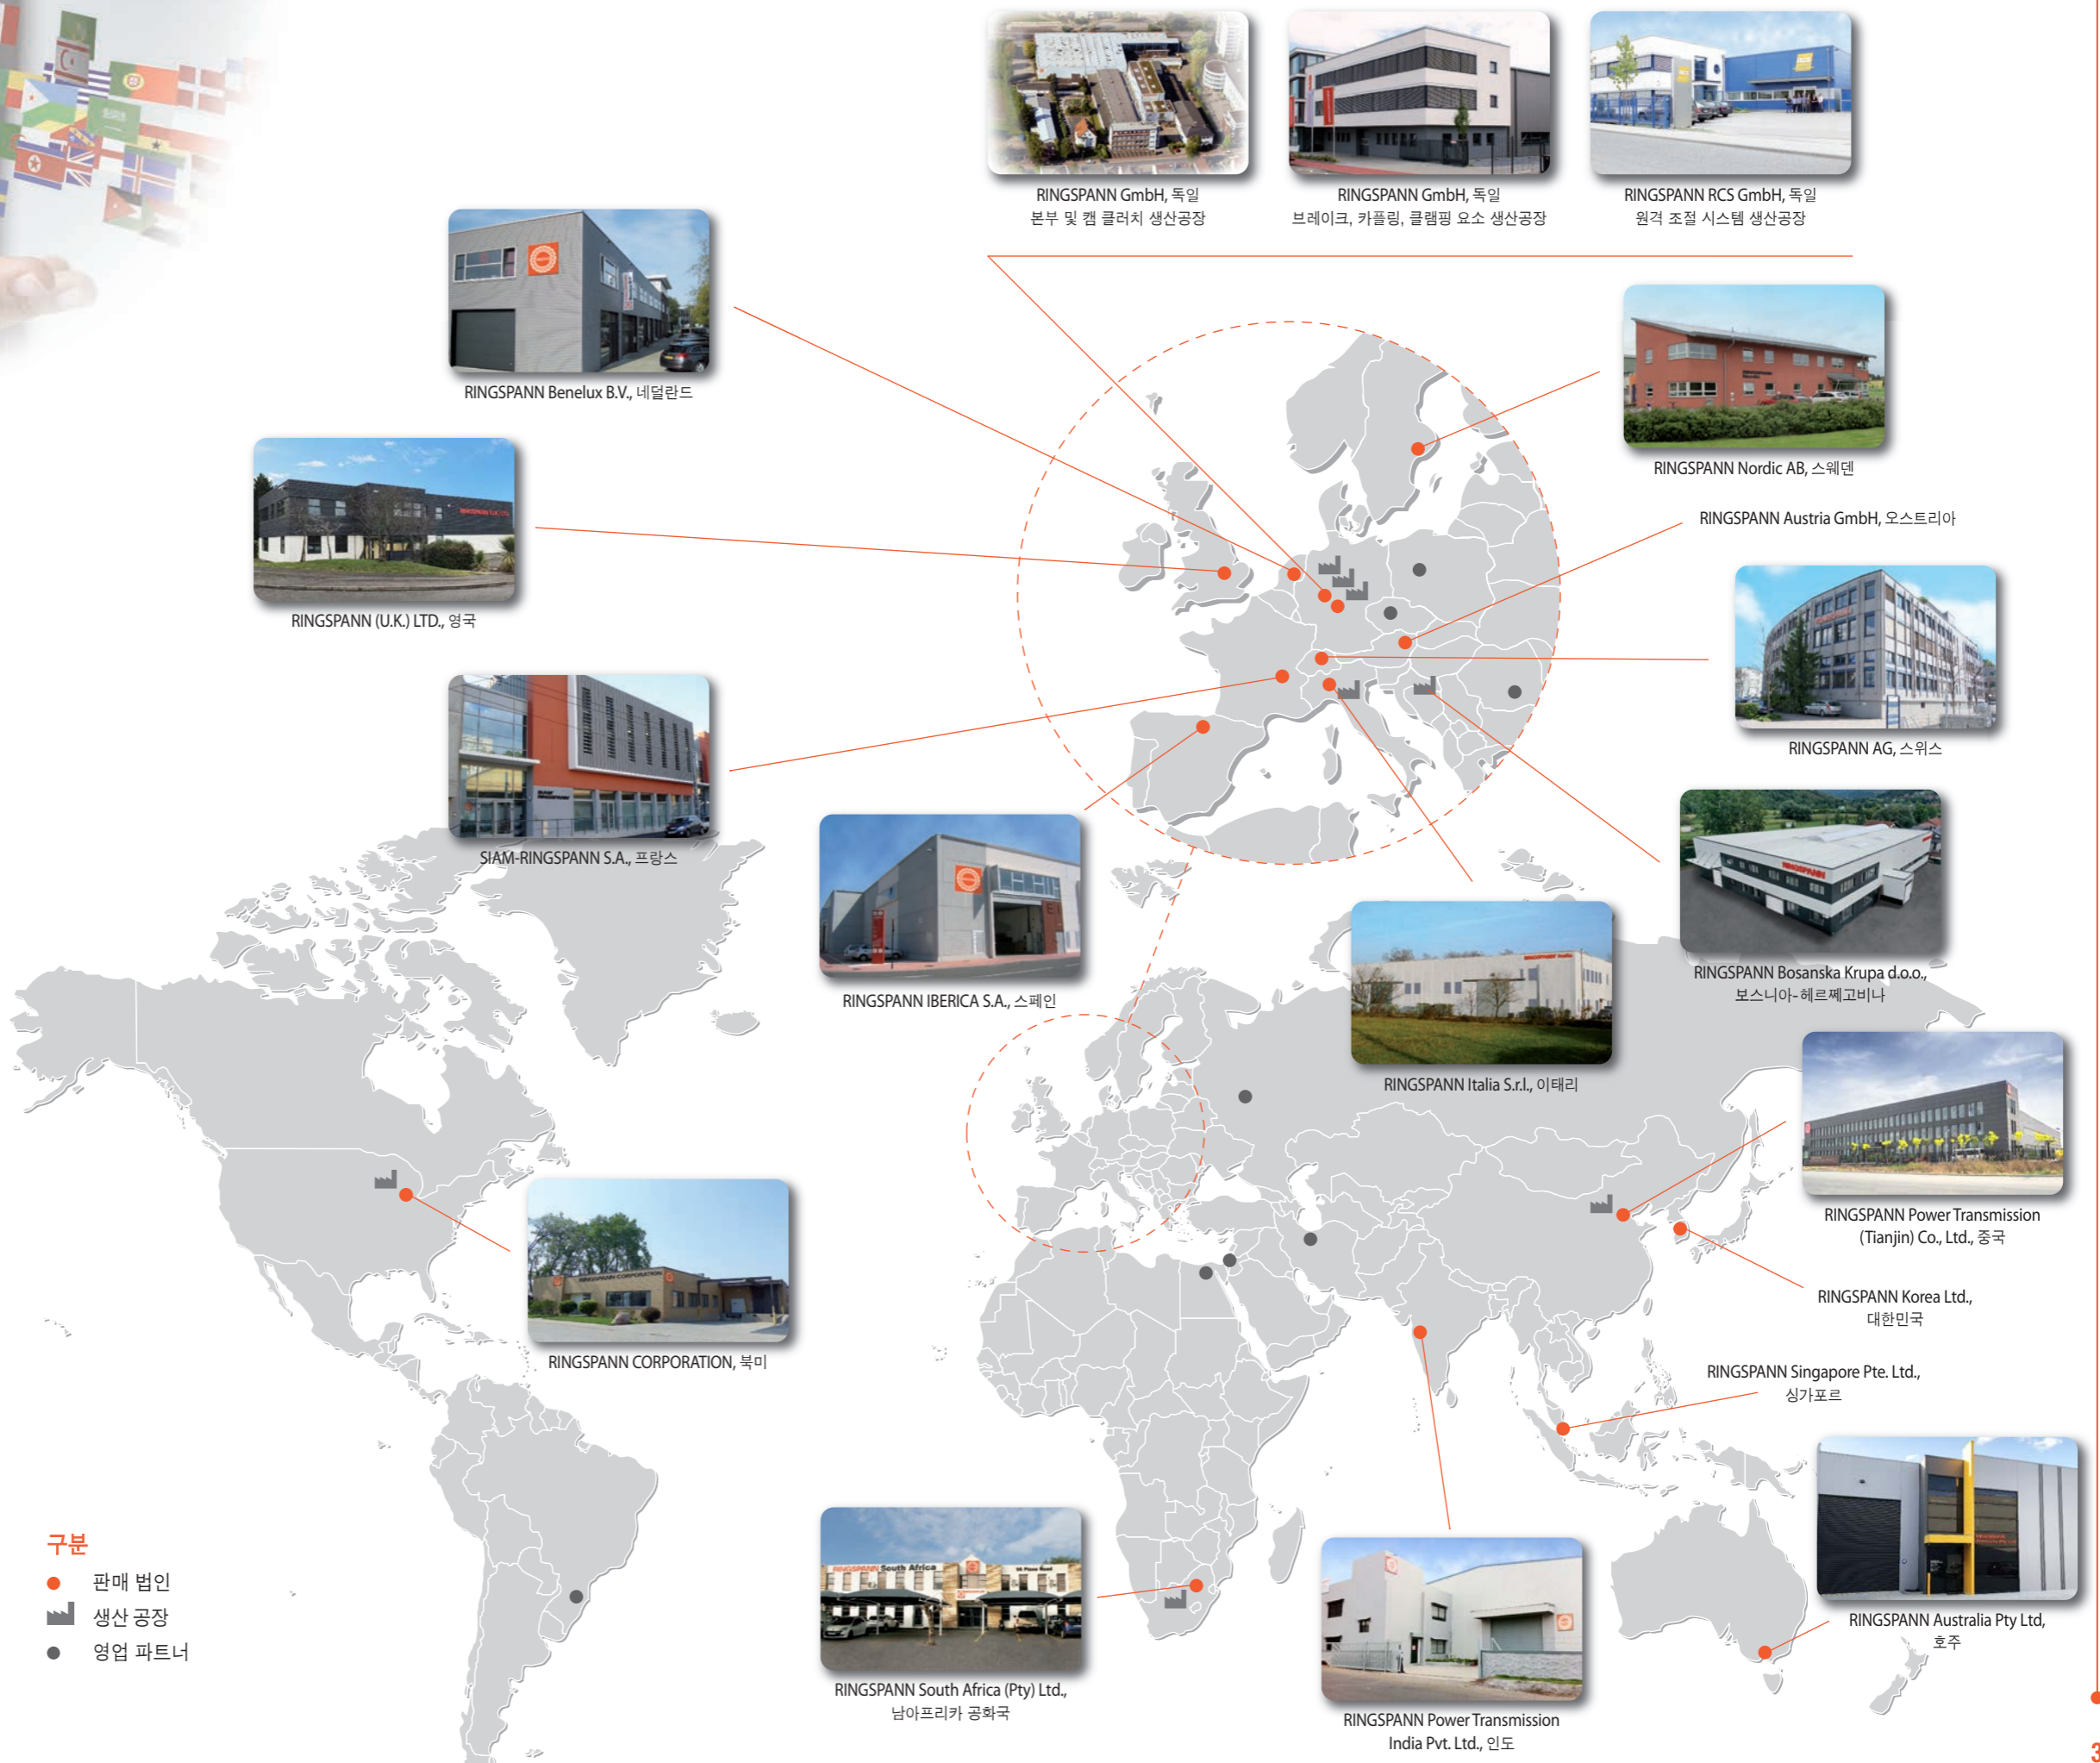 RINGSPANN GmbH, 독일
본부 및 캠 클러치 생산공장
RINGSPANN GmbH, 독일
브레이크, 카플링, 클램핑 요소 생산공장
RINGSPANN RCS GmbH, 독일
원격 조절 시스템 생산공장
RINGSPANN Benelux B.V., 네덜란드
RINGSPANN Nordic AB, 스웨덴
RINGSPANN Austria GmbH, 오스트리아
RINGSPANN (U.K.) LTD., 영국
RINGSPANN AG, 스위스
SIAM-RINGSPANN S.A., 프랑스
RINGSPANN IBERICA S.A., 스페인
RINGSPANN
RINGSPANN Bosanska Krupa d.o.o.,
보스니아-헤르쩨고비나
RINGSPANN Italia S.r.l., 이태리
RINGSPANN Power Transmission
(Tianjin) Co., Ltd., 중국
RINGSPANN Korea Ltd.,
대한민국
RINGSPANN CORPORATION
RINGSPANN CORPORATION, 북미
RINGSPANN Singapore Pte. Ltd.,
싱가포르
RINGSPANN Australia Pty Ltd,
호주
RINGSPANN South Africa
RINGSPANN South Africa (Pty) Ltd.,
남아프리카 공화국
RINGSPANN Power Transmission
India Pvt. Ltd., 인도
구분
판매 법인
생산 공장
영업 파트너
3